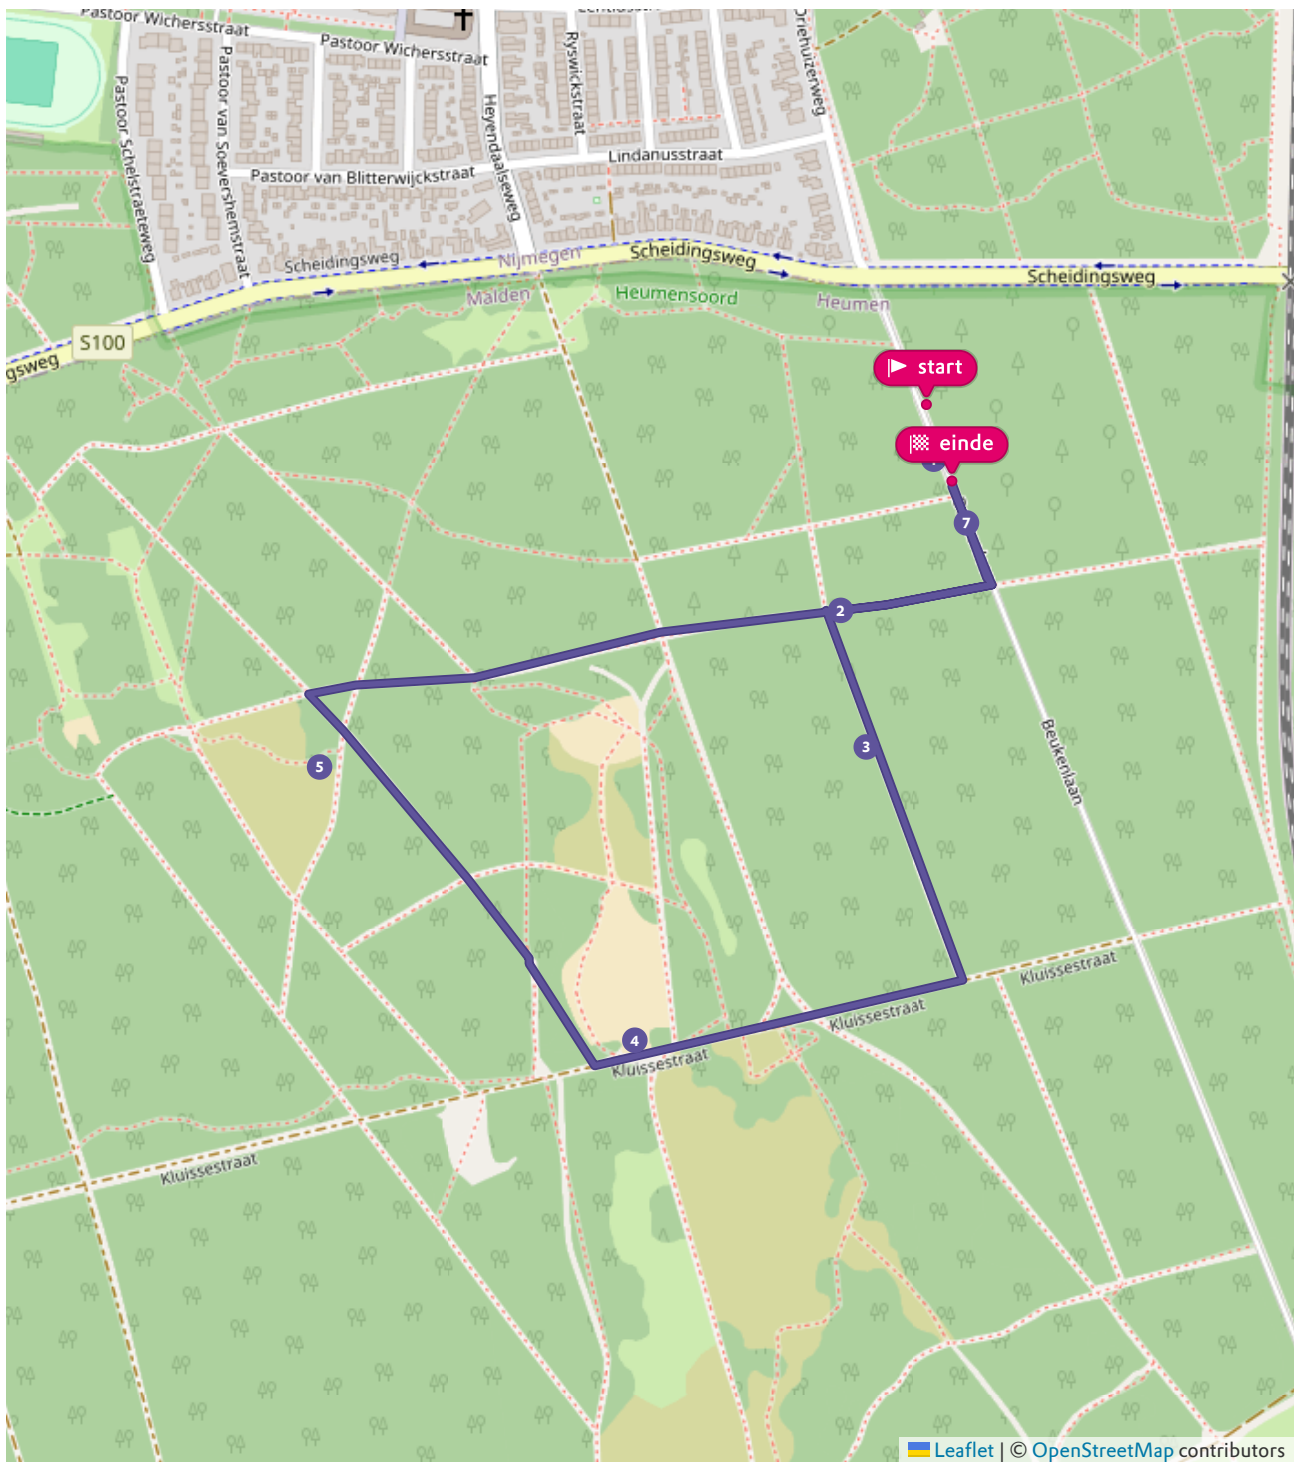 Pastoor Wichersstraat
Pastoor Wichersstraat
Ryswickstraat
Driehuizerweg
Pastoor Schelstraeteweg
Pastoor van Soevershemstraat
Heyendaalseweg
Lindanusstraat
Pastoor van Blitterwijckstraat
Scheidingsweg
Nijmegen
Scheidingsweg
Scheidingsweg
Malden
Heumensoord
Heumen
S100
gsweg
start
einde
7
2
3
5
Beukenlaan
Kluissestraat
Kluissestraat
4
Kluissestraat
Kluissestraat
Leaflet | © OpenStreetMap contributors